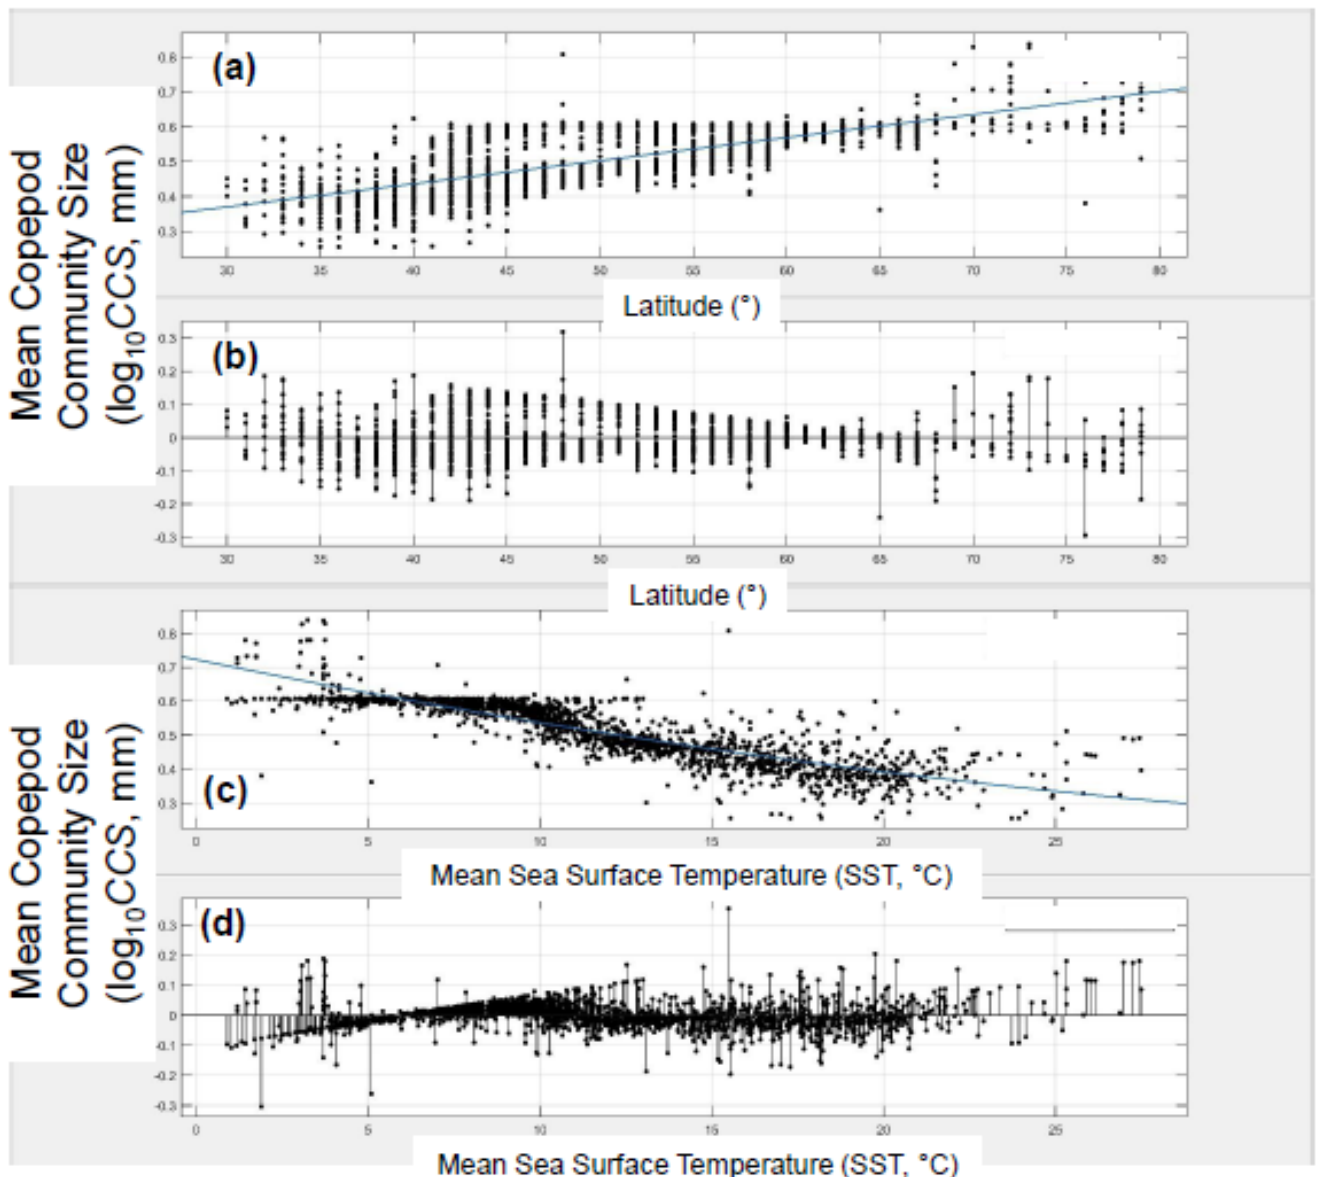 (a)
0.8
0.7
0.6
0.5
0.4
0.3
30 35 40 45 50 55 60 65 70 75 80
Latitude (°)
Mean Copepod
Community Size
(log10CCS, mm)
(b)
0.3
0.2
0.1
0
-0.1
-0.2
-0.3
30 35 40 45 50 55 60 65 70 75 80
Latitude (°)
(c)
0.8
0.7
0.6
0.5
0.4
0.3
0 5 10 15 20 25
Mean Sea Surface Temperature (SST, °C)
Mean Copepod
Community Size
(log10CCS, mm)
(d)
0.3
0.2
0.1
0
-0.1
-0.2
-0.3
0 5 10 15 20 25
Mean Sea Surface Temperature (SST, °C)